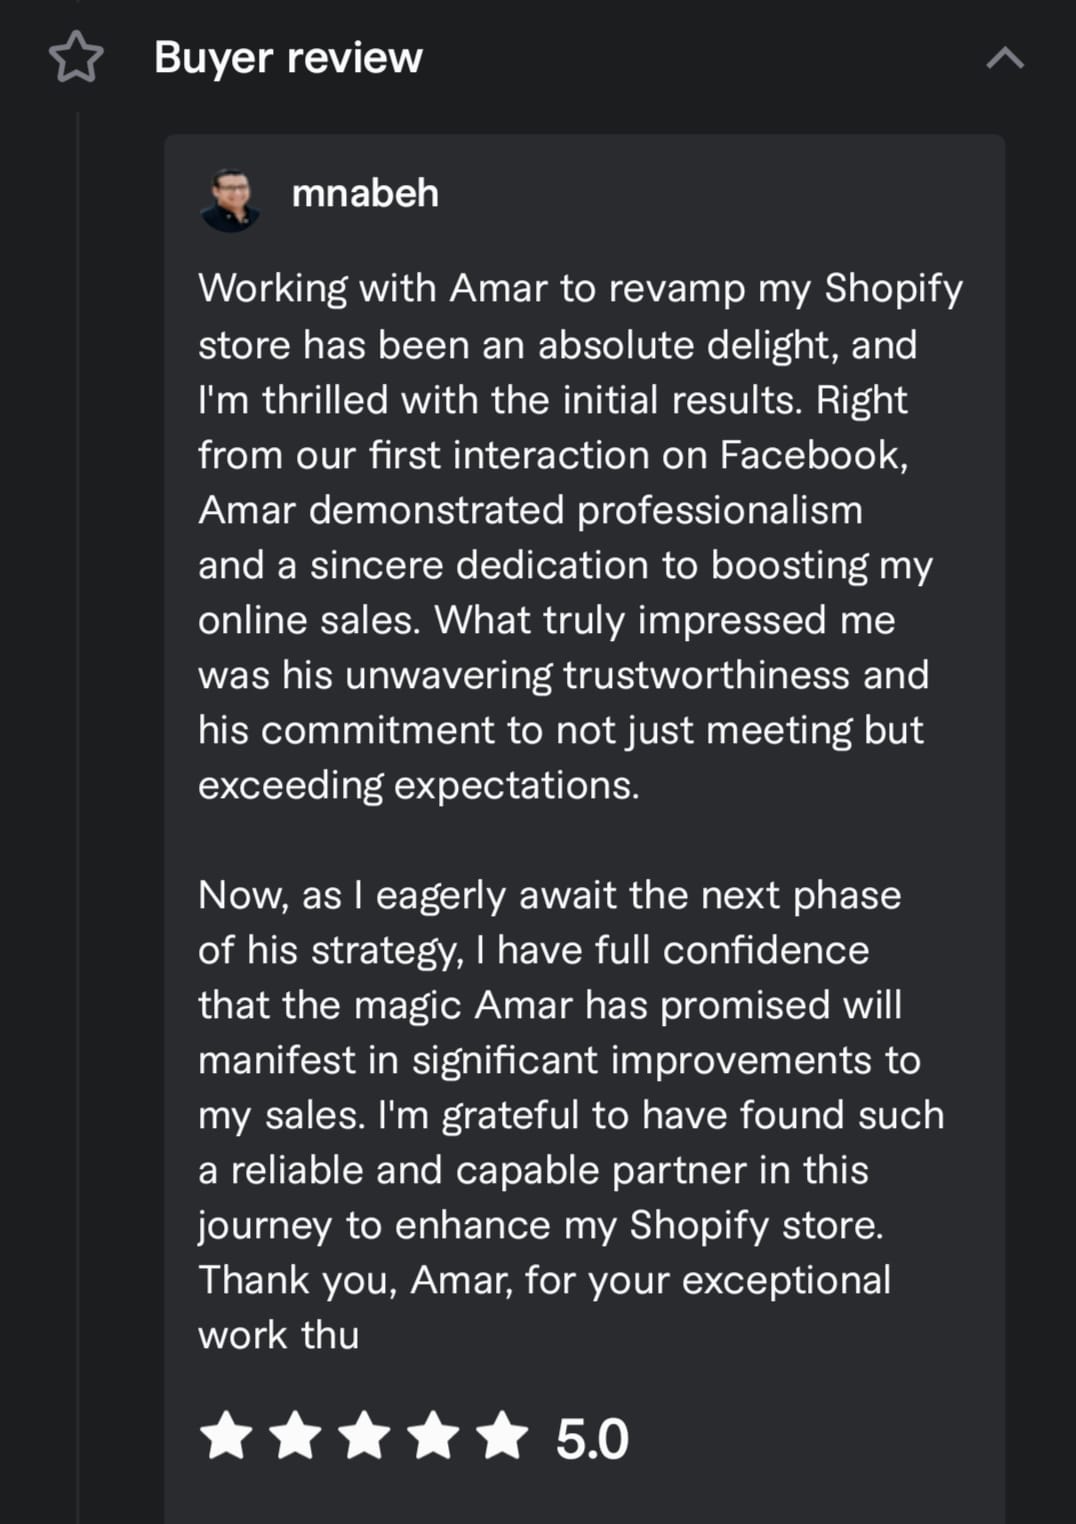 Buyer review
mnabeh
Working with Amar to revamp my Shopify
store has been an absolute delight, and
I'm thrilled with the initial results. Right
from our first interaction on Facebook,
Amar demonstrated professionalism
and a sincere dedication to boosting my
online sales. What truly impressed me
was his unwavering trustworthiness and
his commitment to not just meeting but
exceeding expectations.
Now, as I eagerly await the next phase
of his strategy, I have full confidence
that the magic Amar has promised will
manifest in significant improvements to
my sales. I'm grateful to have found such
a reliable and capable partner in this
journey to enhance my Shopify store.
Thank you, Amar, for your exceptional
work thu
5.0